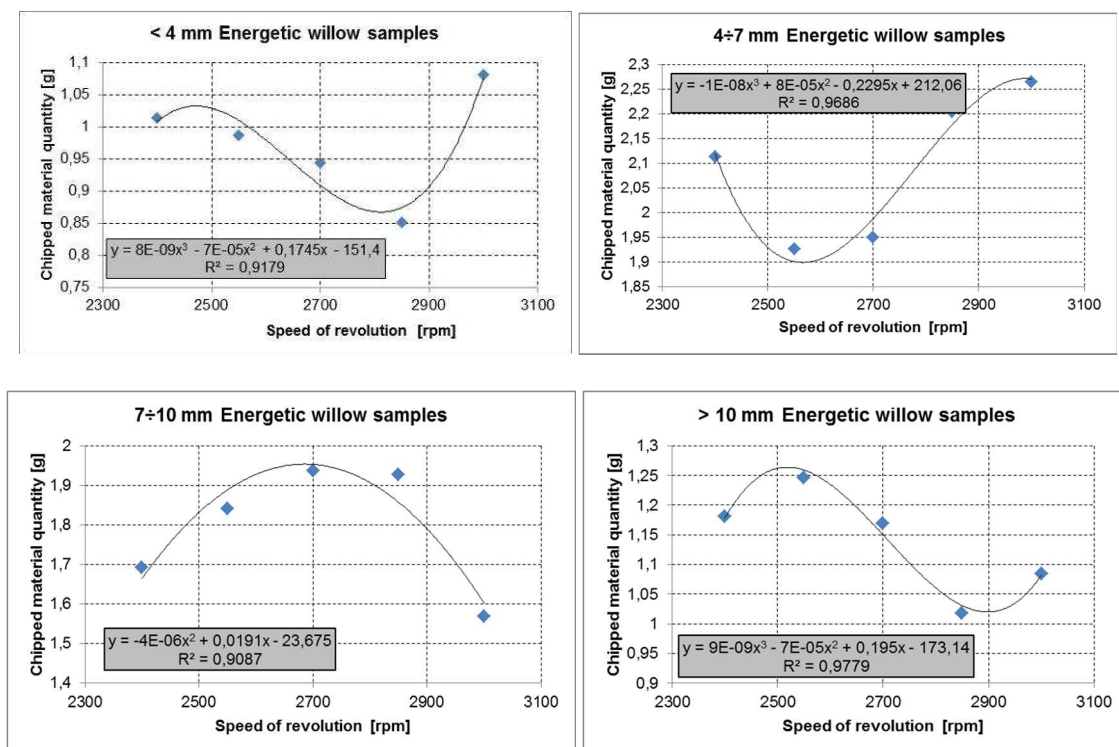 < 4 mm Energetic willow samples
Chipped material quantity [g]
1,1
1,05
1
0,95
0,9
0,85
0,8
0,75
y = 8E-09x³ - 7E-05x² + 0,1745x - 151,4
R² = 0,9179
2300 2500 2700 2900 3100
Speed of revolution [rpm]
4÷7 mm Energetic willow samples
Chipped material quantity [g]
2,3
2,25
2,2
2,15
2,1
2,05
2
1,95
1,9
1,85
y = -1E-08x³ + 8E-05x² - 0,2295x + 212,06
R² = 0,9686
2300 2500 2700 2900 3100
Speed of revolution [rpm]
7÷10 mm Energetic willow samples
Chipped material quantity [g]
2
1,9
1,8
1,7
1,6
1,5
1,4
y = -4E-06x² + 0,0191x - 23,675
R² = 0,9087
2300 2500 2700 2900 3100
Speed of revolution [rpm]
> 10 mm Energetic willow samples
Chipped material quantity [g]
1,3
1,25
1,2
1,15
1,1
1,05
1
0,95
0,9
y = 9E-09x³ - 7E-05x² + 0,195x - 173,14
R² = 0,9779
2300 2500 2700 2900 3100
Speed of revolution [rpm]